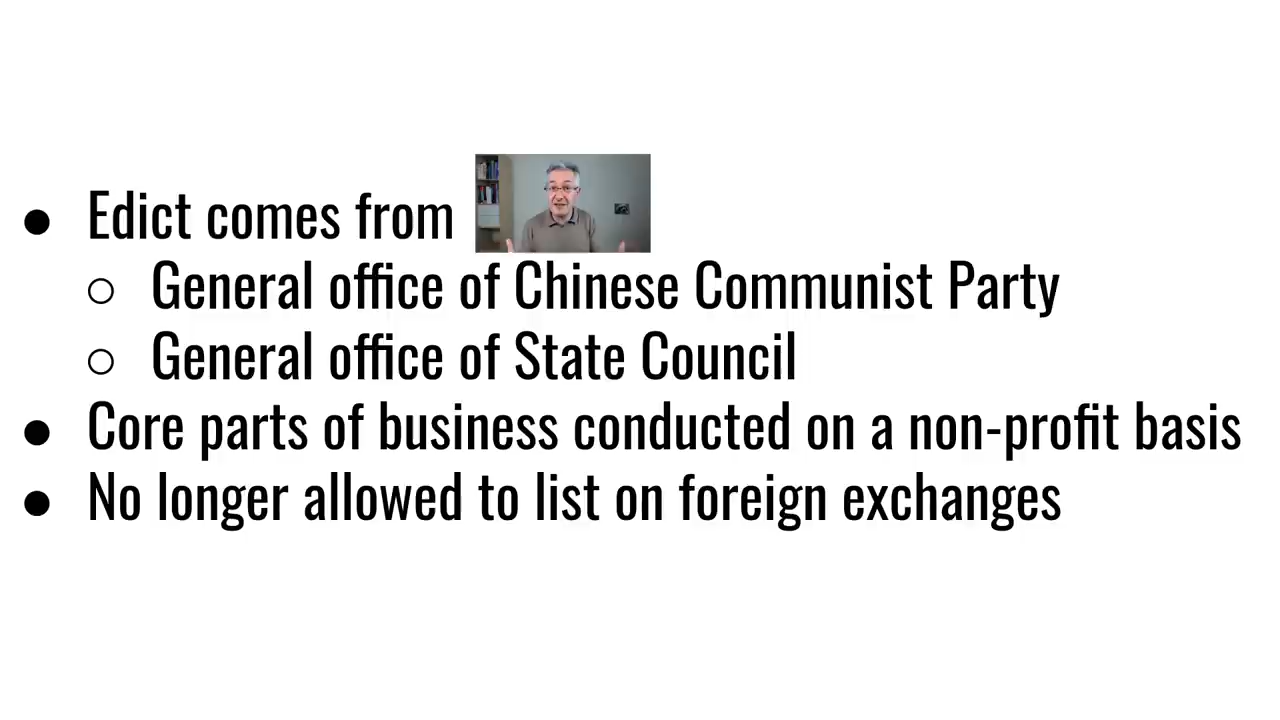 ● Edict comes from
○ General office of Chinese Communist Party
○ General office of State Council
● Core parts of business conducted on a non-profit basis
● No longer allowed to list on foreign exchanges